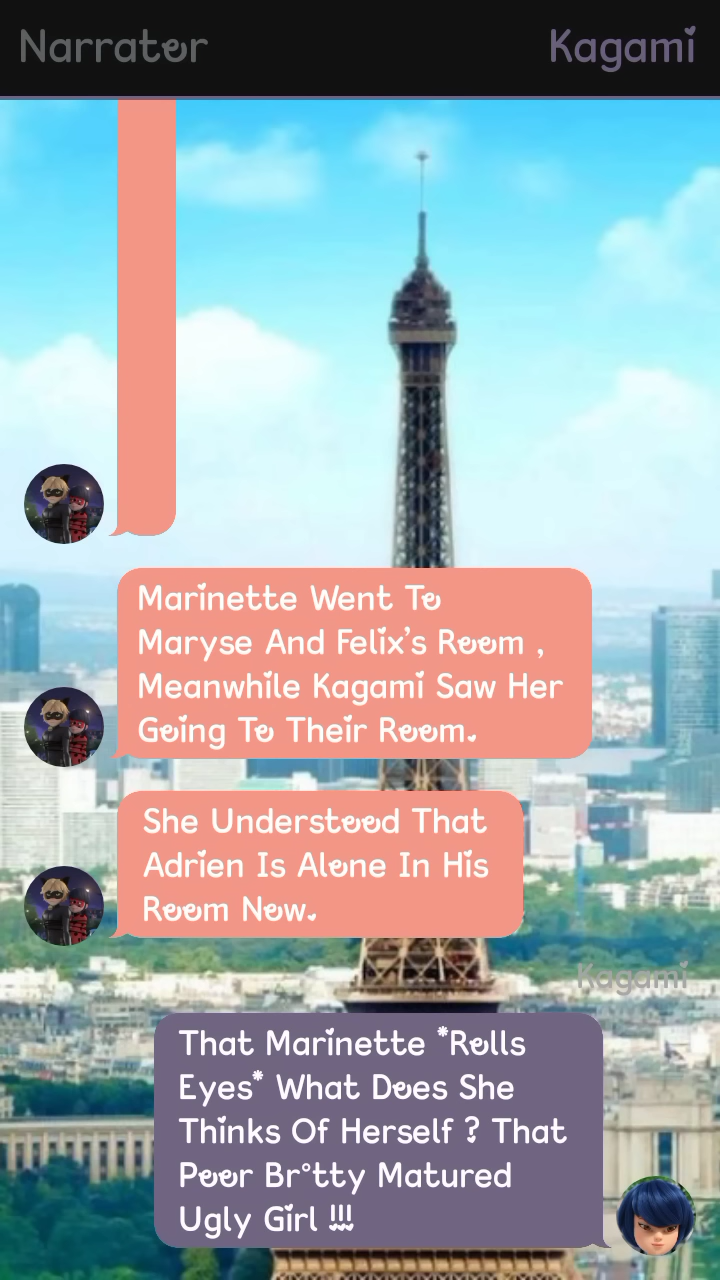 Narrator
Kagami
Marinette Went To
Maryse And Felix's Room ,
Meanwhile Kagami Saw Her
Going To Their Room.
She Understood That
Adrien Is Alone In His
Room Now.
Kagami
That Marinette *Rolls
Eyes* What Does She
Thinks Of Herself ? That
Poor Br°tty Matured
Ugly Girl !!!